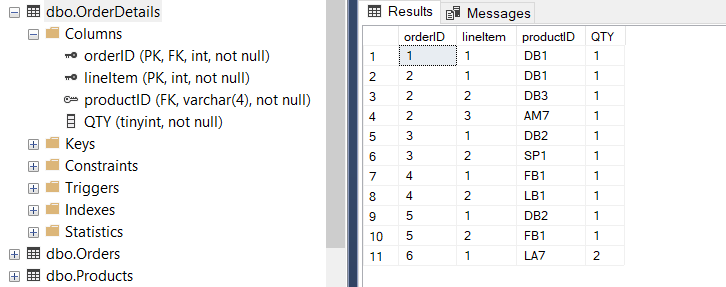 dbo.OrderDetails
Columns
orderID (PK, FK, int, not null)
lineItem (PK, int, not null)
productID (FK, varchar(4), not null)
QTY (tinyint, not null)
Keys
Constraints
Triggers
Indexes
Statistics
dbo.Orders
dbo.Products
Results Messages
orderID lineItem productID QTY
1 1 1 DB1 1
2 2 1 DB1 1
3 2 2 DB3 1
4 2 3 AM7 1
5 3 1 DB2 1
6 3 2 SP1 1
7 4 1 FB1 1
8 4 2 LB1 1
9 5 1 DB2 1
10 5 2 FB1 1
11 6 1 LA7 2